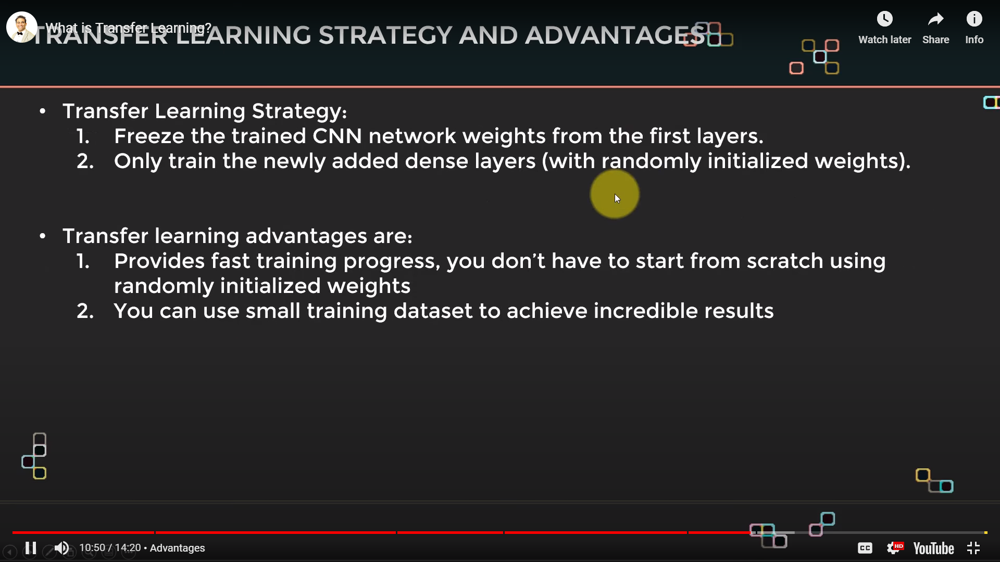 What is Transfer Learning?
TRANSFER LEARNING STRATEGY AND ADVANTAGES
Watch later Share Info
• Transfer Learning Strategy:
1. Freeze the trained CNN network weights from the first layers.
2. Only train the newly added dense layers (with randomly initialized weights).
• Transfer learning advantages are:
1. Provides fast training progress, you don’t have to start from scratch using
randomly initialized weights
2. You can use small training dataset to achieve incredible results
10:50 / 14:20 • Advantages
CC HD YouTube